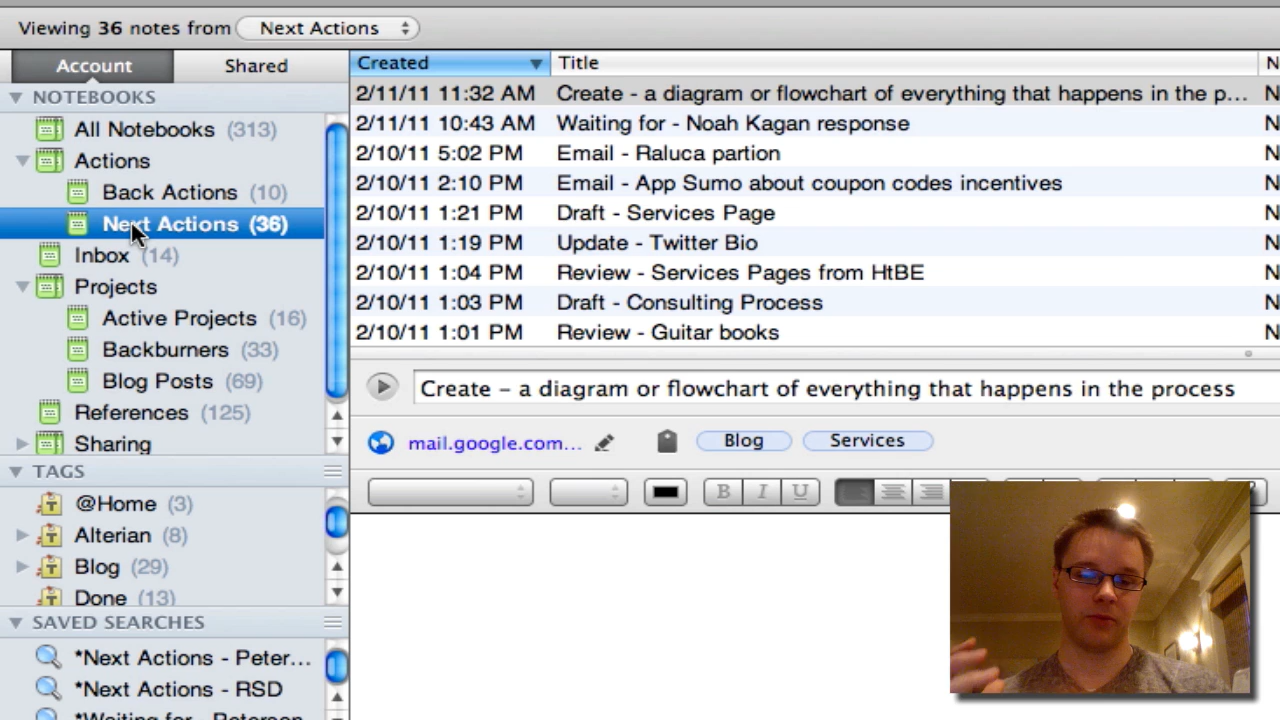 Viewing 36 notes from Next Actions
Account Shared
NOTEBOOKS
All Notebooks (313)
Actions
Back Actions (10)
Next Actions (36)
Inbox (14)
Projects
Active Projects (16)
Backburners (33)
Blog Posts (69)
References (125)
Sharing
TAGS
@Home (3)
Alterian (8)
Blog (29)
Done (13)
SAVED SEARCHES
*Next Actions - Peter...
*Next Actions - RSD
*Waiting for - Peterson
Created Title N
2/11/11 11:32 AM Create - a diagram or flowchart of everything that happens in the p... N
2/11/11 10:43 AM Waiting for - Noah Kagan response N
2/10/11 5:02 PM Email - Raluca partion N
2/10/11 2:10 PM Email - App Sumo about coupon codes incentives N
2/10/11 1:21 PM Draft - Services Page N
2/10/11 1:19 PM Update - Twitter Bio N
2/10/11 1:04 PM Review - Services Pages from HtBE N
2/10/11 1:03 PM Draft - Consulting Process N
2/10/11 1:01 PM Review - Guitar books N
Create – a diagram or flowchart of everything that happens in the process
mail.google.com... Blog Services
B I U